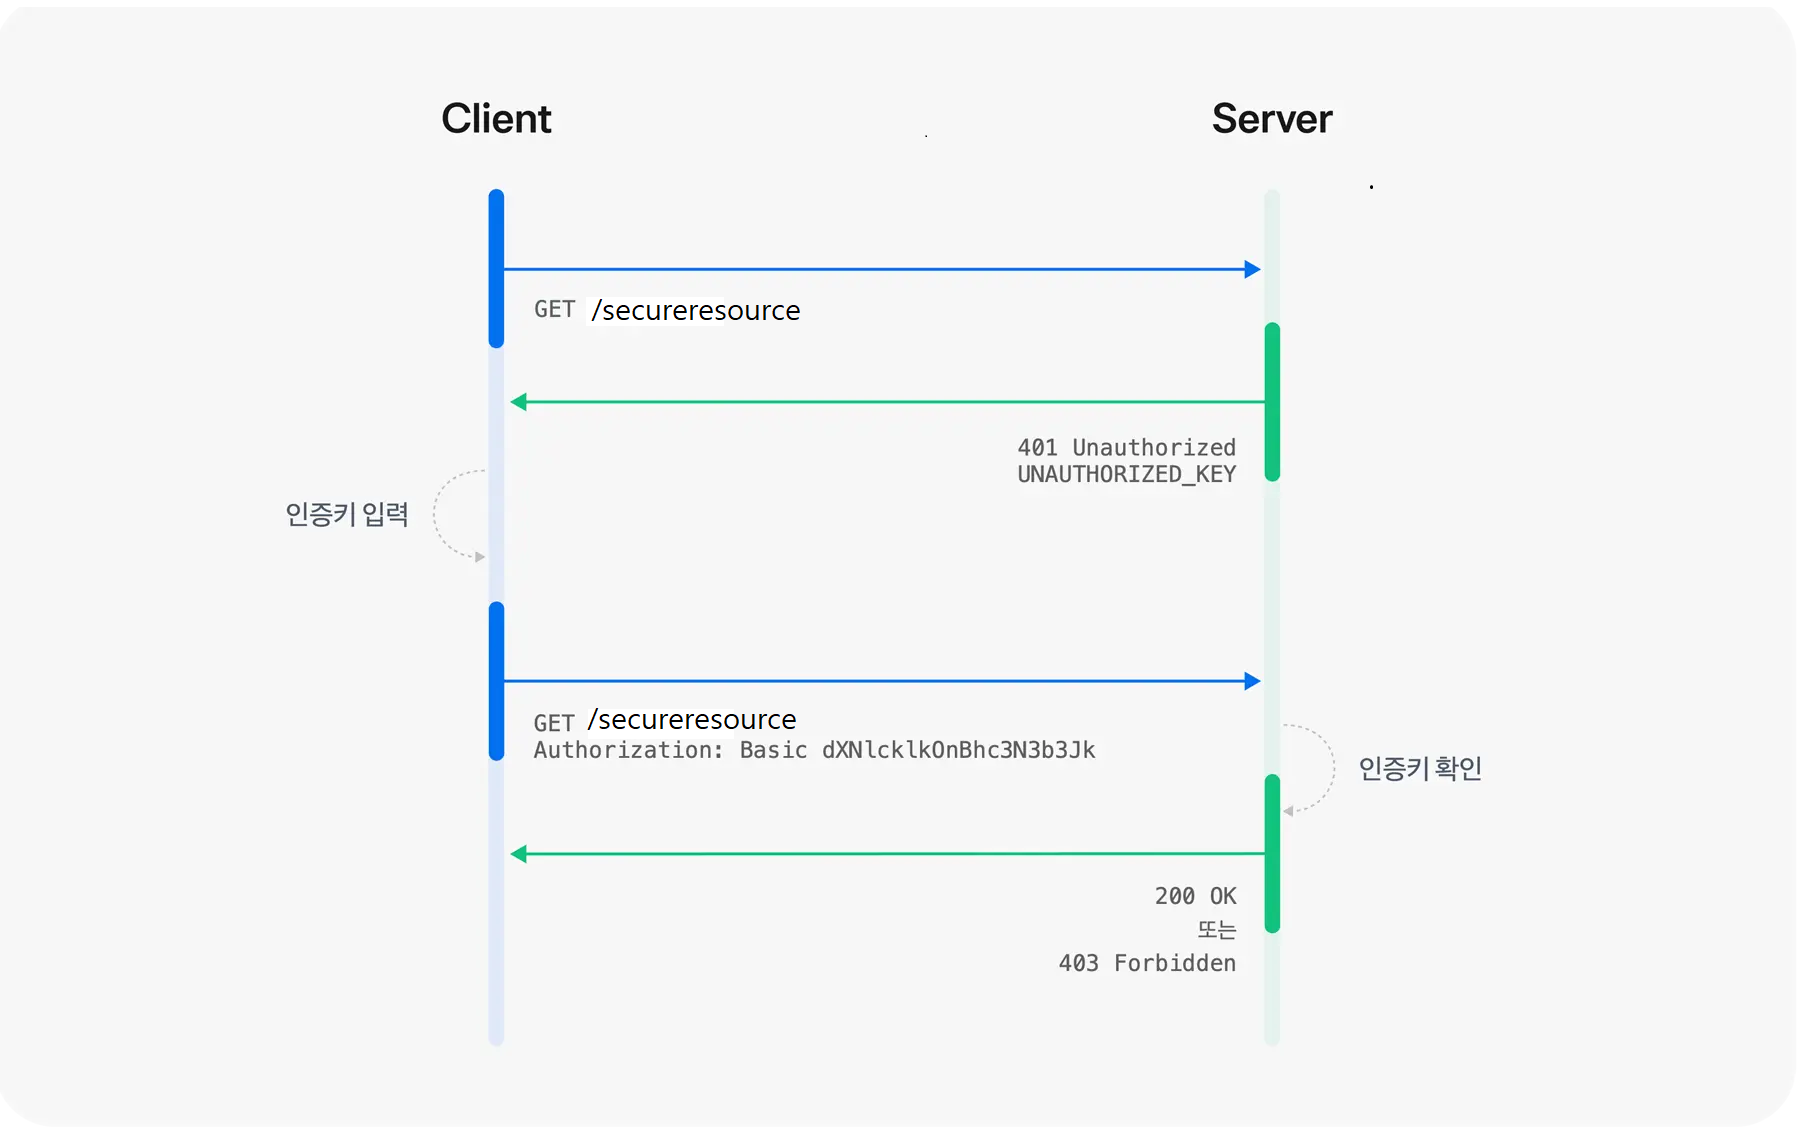 Client
Server
GET /secureresource
401 Unauthorized
UNAUTHORIZED_KEY
인증키 입력
GET /secureresource
Authorization: Basic dXNlcklkOnBhc3N3b3Jk
인증키 확인
200 OK
또는
403 Forbidden